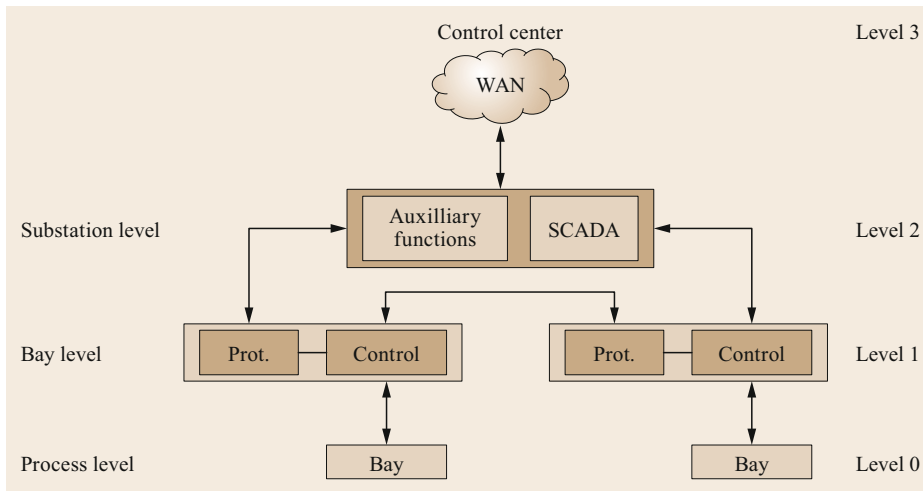 Control center
Level 3
WAN
Substation level
Auxilliary
functions
SCADA
Level 2
Bay level
Prot.
Control
Prot.
Control
Level 1
Process level
Bay
Bay
Level 0